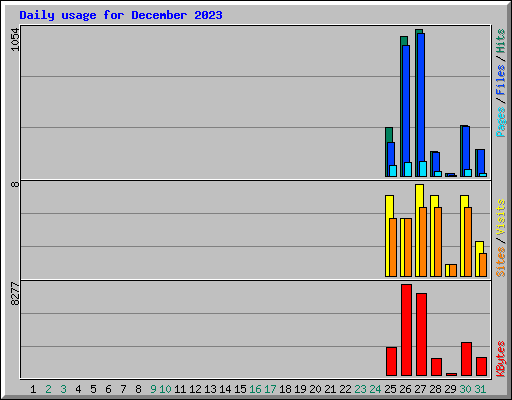 Daily usage for December 2023
1054
Pages/Files/Hits
8
Sites/Visits
8277
KBytes
1 2 3 4 5 6 7 8 9 10 11 12 13 14 15 16 17 18 19 20 21 22 23 24 25 26 27 28 29 30 31